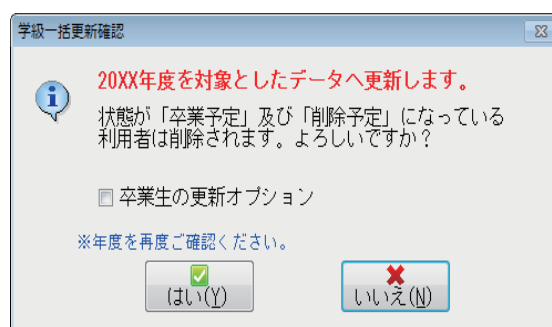 学級一括更新確認
20XX年度を対象としたデータへ更新します。
状態が「卒業予定」及び「削除予定」になっている
利用者は削除されます。よろしいですか？
卒業生の更新オプション
※年度を再度ご確認ください。
はい(Y)
いいえ(N)